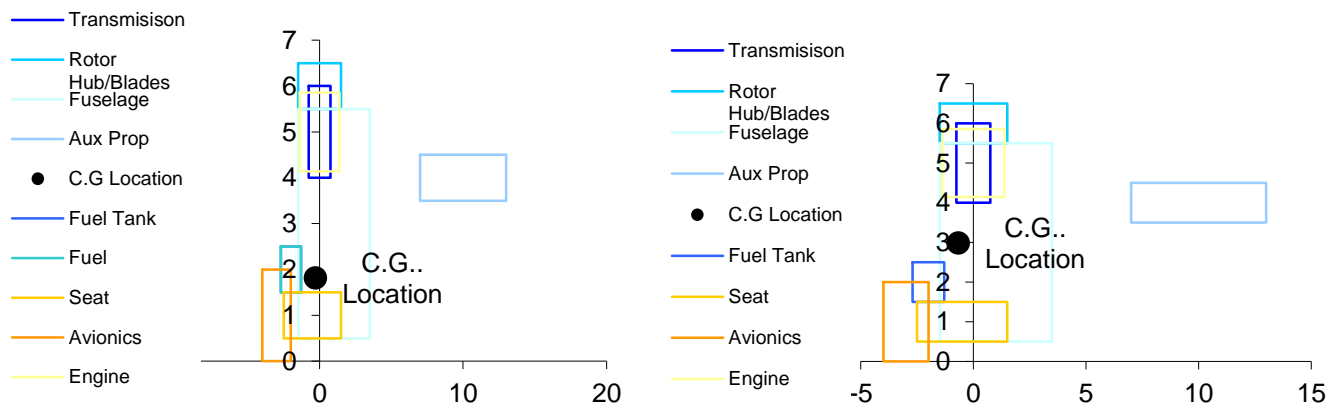 Transmisison
Rotor
Hub/Blades
Fuselage
Aux Prop
C.G Location
Fuel Tank
Fuel
Seat
Avionics
Engine
7
6
5
4
3
2
1
0
C.G..
Location
0
10
20
Transmisison
Rotor
Hub/Blades
Fuselage
Aux Prop
C.G Location
Fuel Tank
Seat
Avionics
Engine
7
6
5
4
3
2
1
0
C.G..
Location
-5
0
5
10
15